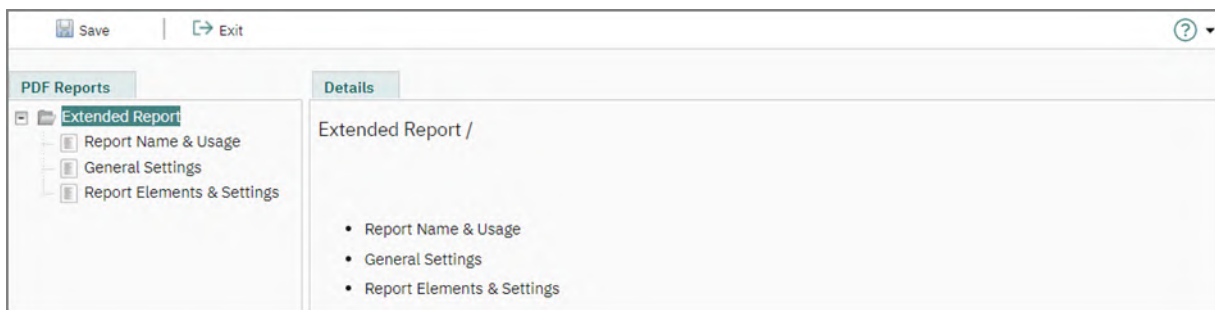 Save
Exit
?
PDF Reports
Details
Extended Report
Report Name & Usage
General Settings
Report Elements & Settings
Extended Report /
• Report Name & Usage
• General Settings
• Report Elements & Settings